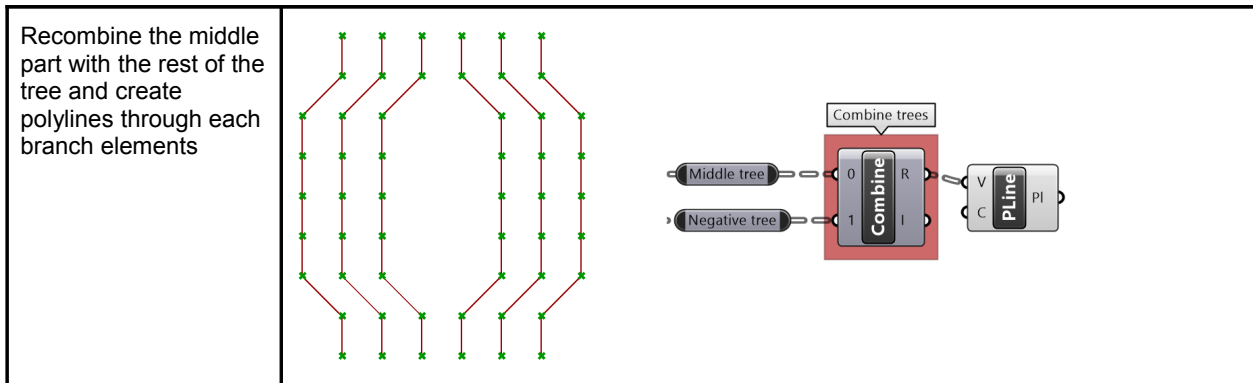 Recombine the middle
part with the rest of the
tree and create
polylines through each
branch elements
Combine trees
Middle tree
Negative tree
0
1
Combine
R
I
V
C
PLine
Pl